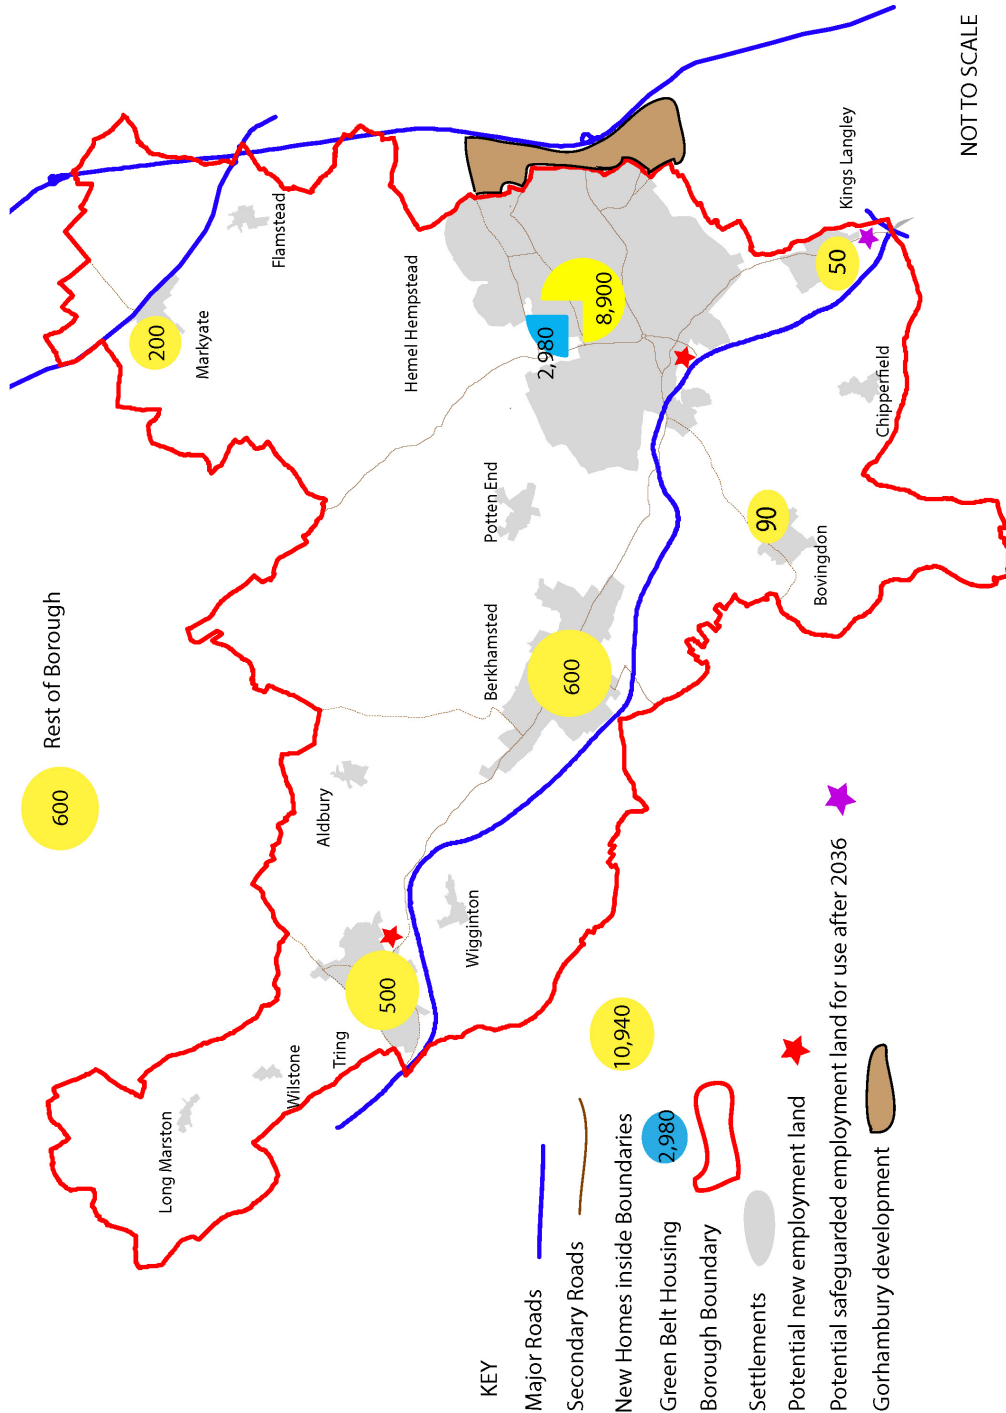 600
Rest of Borough
Long Marston
Wilstone
Tring
500
Aldbury
Wigginton
Berkhamsted
600
Potten End
Hemel Hempstead
2,980
8,900
Markyate
200
Flamstead
Bovingdon
90
Chipperfield
Kings Langley
50
KEY
Major Roads
Secondary Roads
New Homes inside Boundaries
10,940
Green Belt Housing
2,980
Borough Boundary
Settlements
Potential new employment land
Potential safeguarded employment land for use after 2036
Gorhambury development
NOT TO SCALE